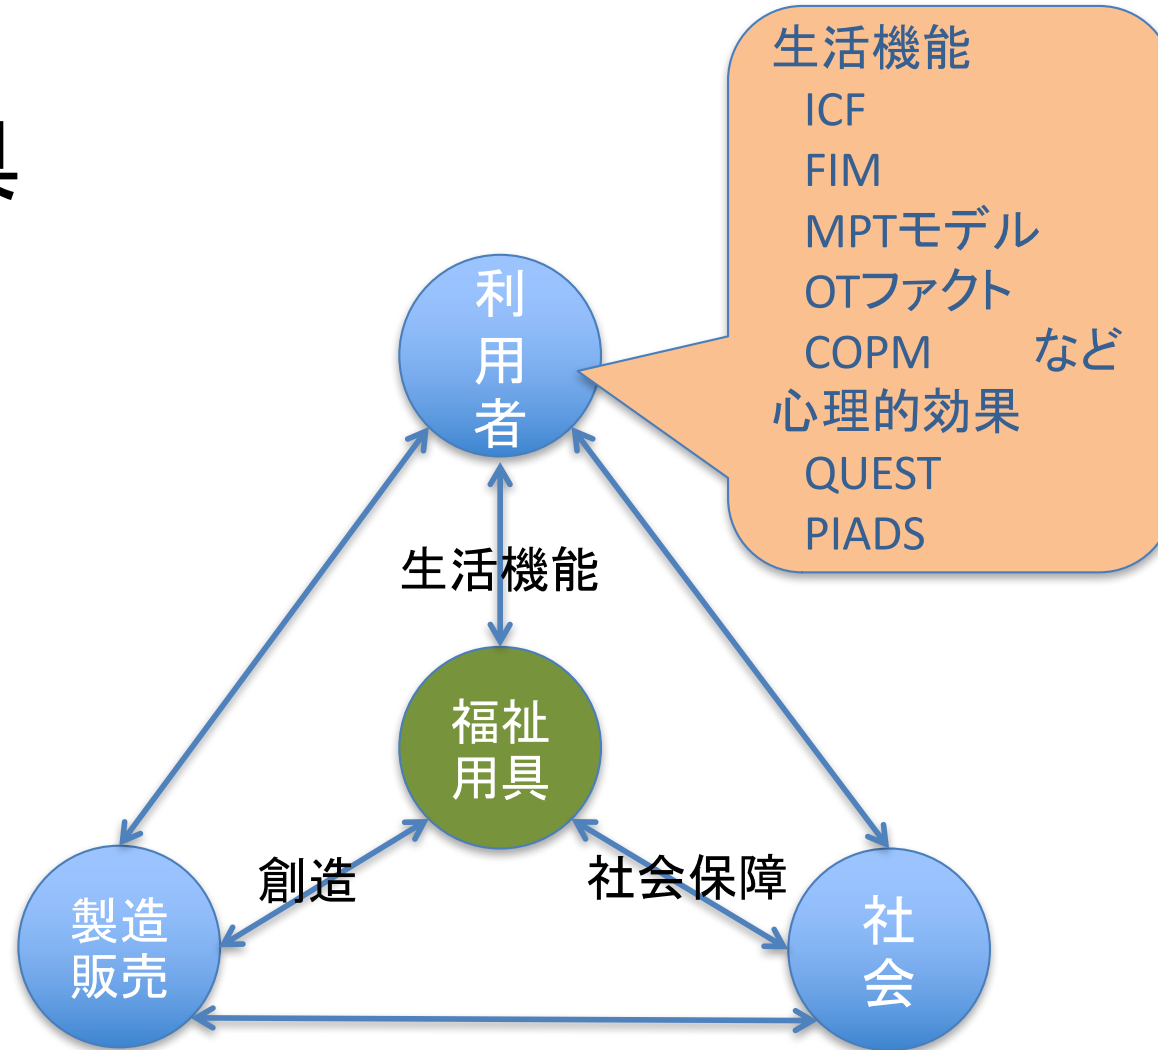 具
生活機能
ICF
FIM
MPTモデル
OTファクト
COPM など
心理的効果
QUEST
PIADS
利
用
者
生活機能
福祉
用具
創造
社会保障
製造
販売
社
会